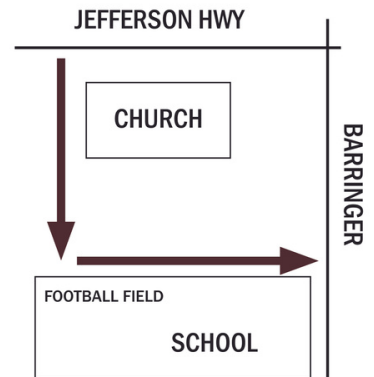 JEFFERSON HWY
CHURCH
BARRINGER
FOOTBALL FIELD
SCHOOL